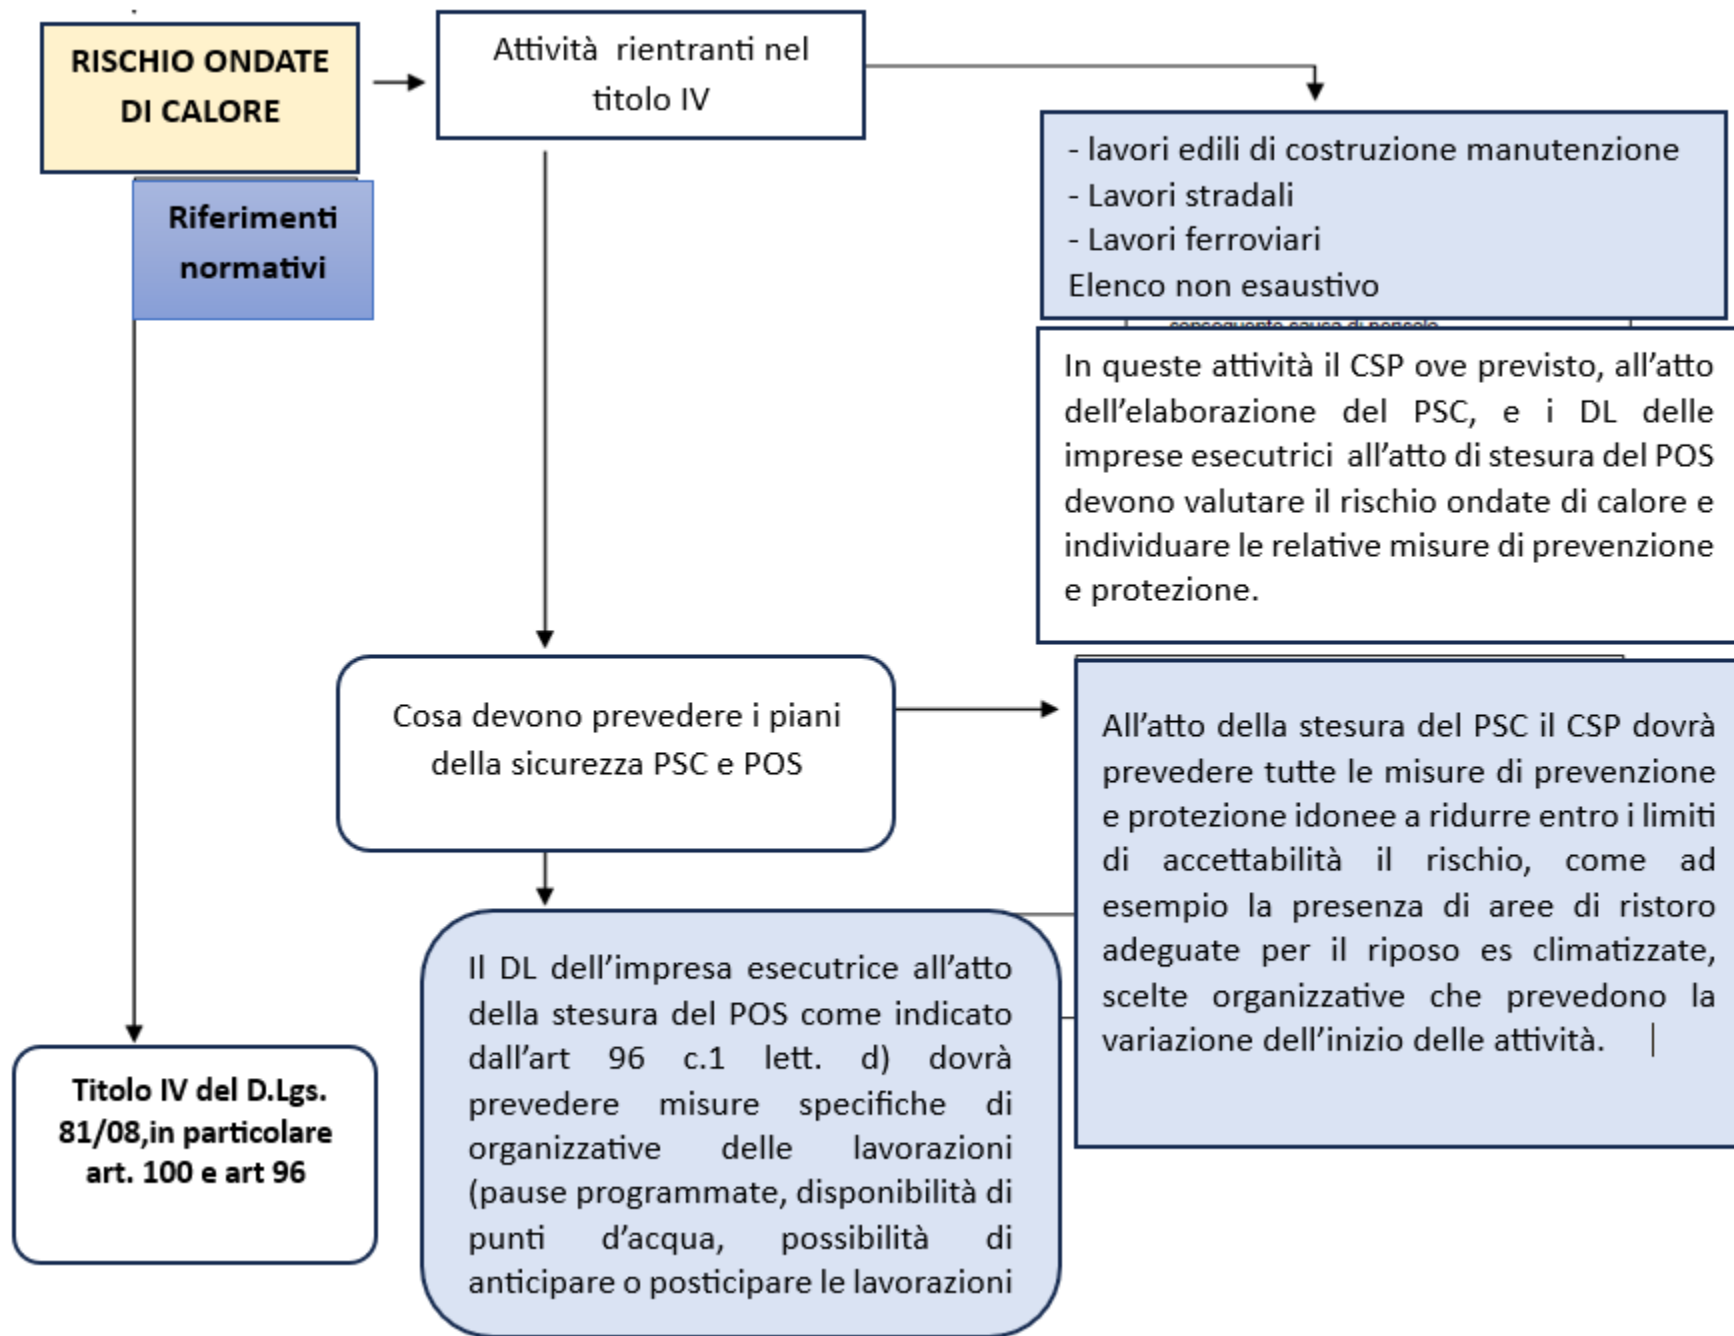 RISCHIO ONDATE
DI CALORE
Attività rientranti nel
titolo IV
Riferimenti
normativi
- lavori edili di costruzione manutenzione
- Lavori stradali
- Lavori ferroviari
Elenco non esaustivo
conseguente causa di pericolo
In queste attività il CSP ove previsto, all'atto
dell'elaborazione del PSC, e i DL delle
imprese esecutrici all'atto di stesura del POS
devono valutare il rischio ondate di calore e
individuare le relative misure di prevenzione
e protezione.
Cosa devono prevedere i piani
della sicurezza PSC e POS
All'atto della stesura del PSC il CSP dovrà
prevedere tutte le misure di prevenzione
e protezione idonee a ridurre entro i limiti
di accettabilità il rischio, come ad
esempio la presenza di aree di ristoro
adeguate per il riposo es climatizzate,
scelte organizzative che prevedono la
variazione dell'inizio delle attività.
Il DL dell'impresa esecutrice all'atto
della stesura del POS come indicato
dall'art 96 c.1 lett. d) dovrà
prevedere misure specifiche di
organizzative delle lavorazioni
(pause programmate, disponibilità di
punti d'acqua, possibilità di
anticipare o posticipare le lavorazioni
Titolo IV del D.Lgs.
81/08,in particolare
art. 100 e art 96